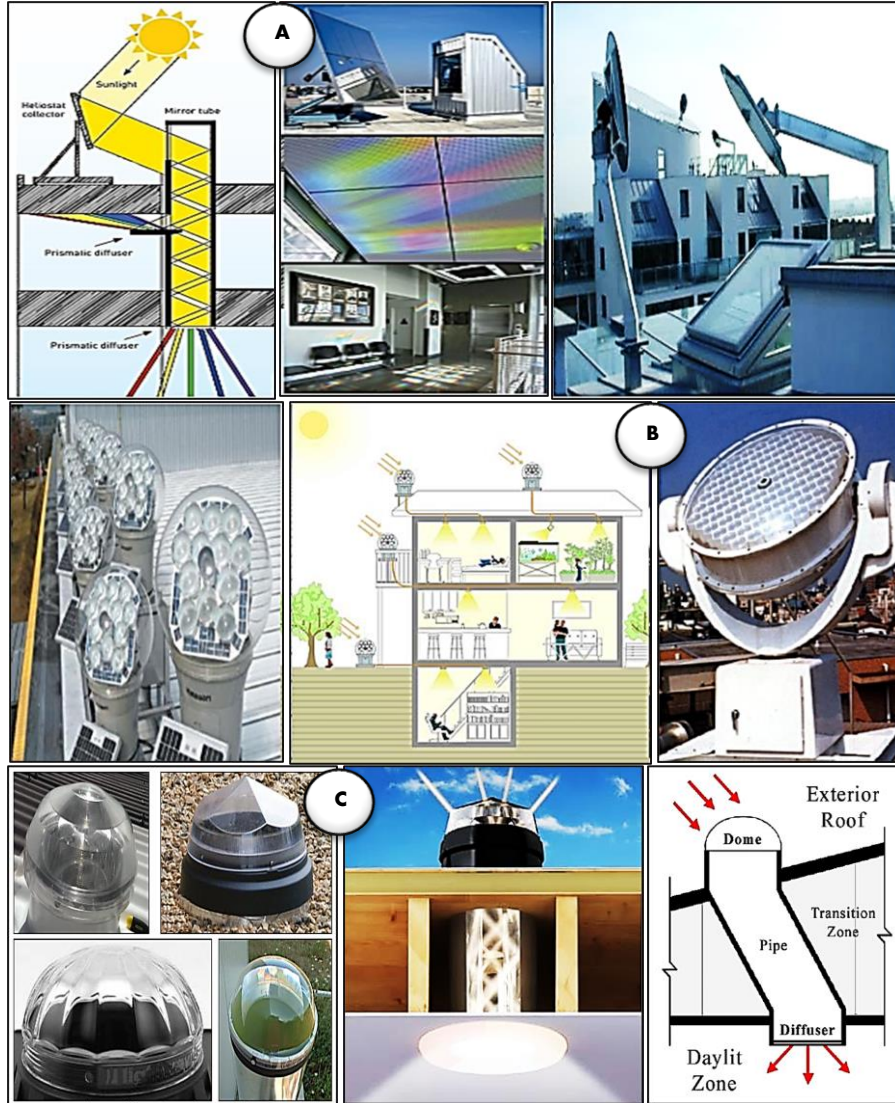 A
Sunlight
Heliostat
collector
Mirror tube
Prismatic diffuser
Prismatic diffuser
B
C
Exterior
Roof
Dome
Transition
Zone
Pipe
Diffuser
Daylit
Zone